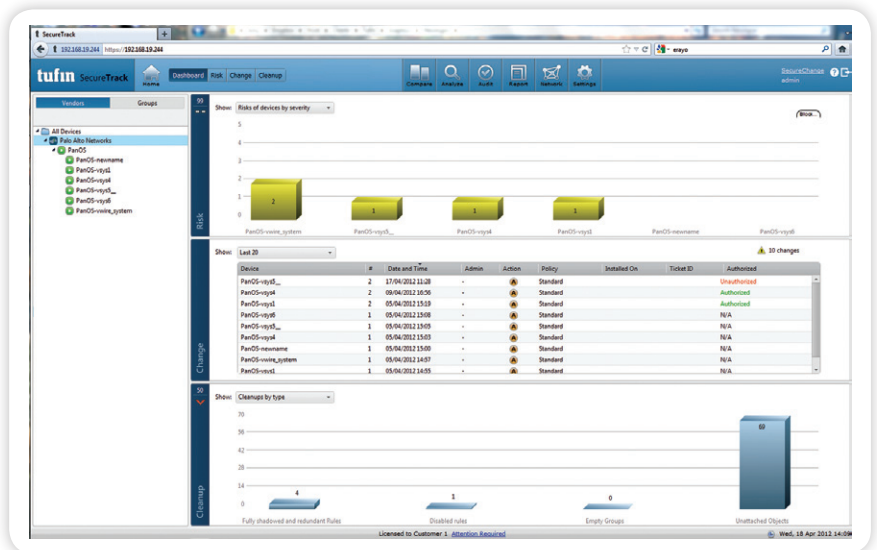 SecureTrack
192.168.19.244 https://192.168.19.244
tufin SecureTrack
Home
Dashboard Risk Change Cleanup
Compare Analyze Audit Report Network Settings
SecureChange
admin
Vendors Groups
All Devices
Palo Alto Networks
PanOS
PanOS-newname
PanOS-vsys1
PanOS-vsys4
PanOS-vsys5_
PanOS-vsys6
PanOS-vwire_system
99
Risk
Show: Risks of devices by severity
5
4
3
2
1
0
2 1 1 1
PanOS-vwire_system PanOS-vsys5_ PanOS-vsys4 PanOS-vsys1 PanOS-newname PanOS-vsys6
Change
Show: Last 20
10 changes
Device # Date and Time Admin Action Policy Installed On Ticket ID Authorized
PanOS-vsys5_ 2 17/04/2012 11:28 - A Standard Unauthorized
PanOS-vsys4 2 09/04/2012 16:56 - A Standard Authorized
PanOS-vsys1 2 05/04/2012 15:19 - A Standard Authorized
PanOS-vsys6 1 05/04/2012 15:08 - A Standard N/A
PanOS-vsys5_ 1 05/04/2012 15:05 - A Standard N/A
PanOS-vsys4 1 05/04/2012 15:03 - A Standard N/A
PanOS-newname 1 05/04/2012 15:00 - A Standard N/A
PanOS-vwire_system 1 05/04/2012 14:57 - A Standard N/A
PanOS-vsys1 1 05/04/2012 14:55 - A Standard N/A
50
Cleanup
Show: Cleanups by type
70
56
42
28
14
0
4 1 0 69
Fully shadowed and redundant Rules Disabled rules Empty Groups Unattached Objects
Licensed to Customer 1 Attention Required
Wed, 18 Apr 2012 14:09